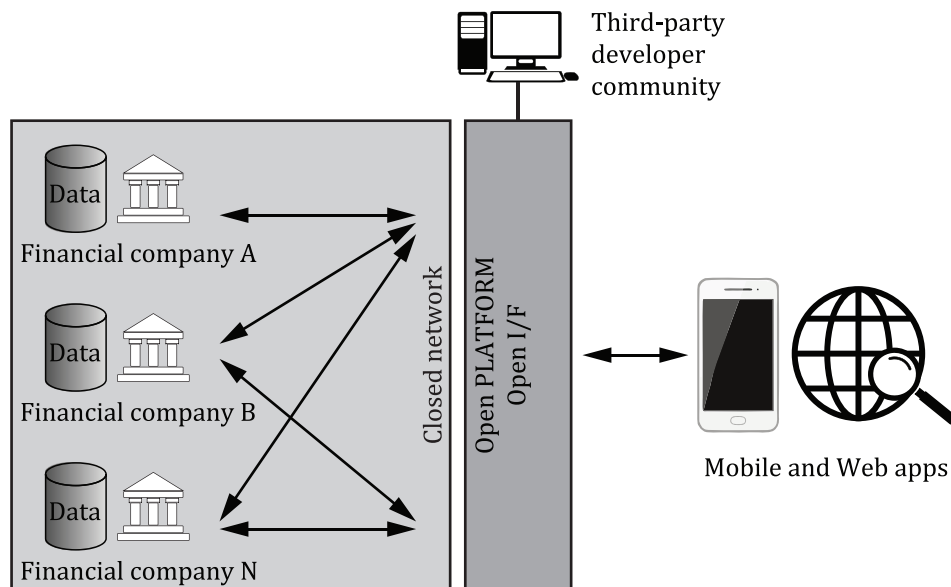 Third-party
developer
community
Data
Financial company A
Data
Financial company B
Data
Financial company N
Closed network
Open PLATFORM
Open I/F
Mobile and Web apps